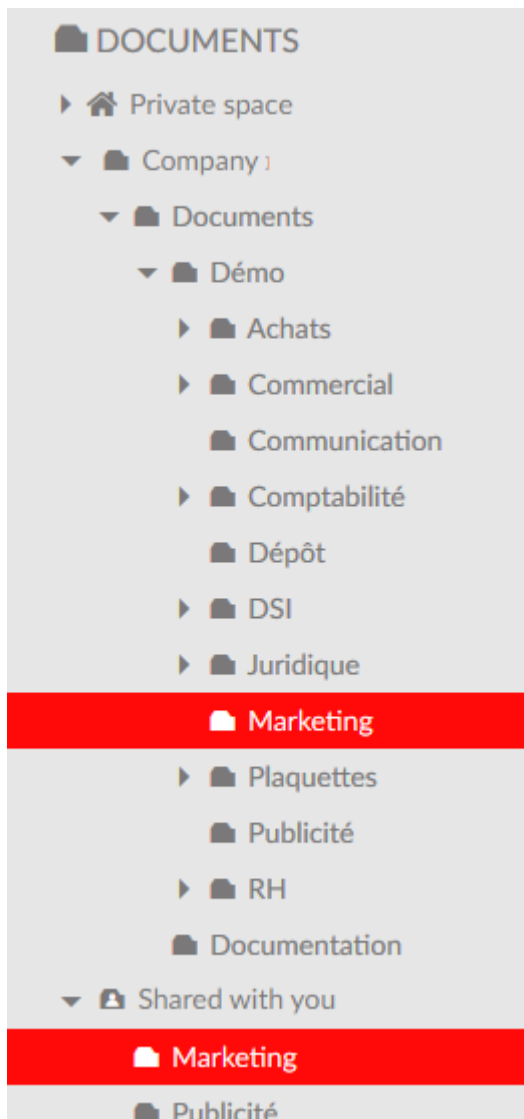 DOCUMENTS
Private space
Company
Documents
Démo
Achats
Commercial
Communication
Comptabilité
Dépôt
DSI
Juridique
Marketing
Plaquettes
Publicité
RH
Documentation
Shared with you
Marketing
Publicité